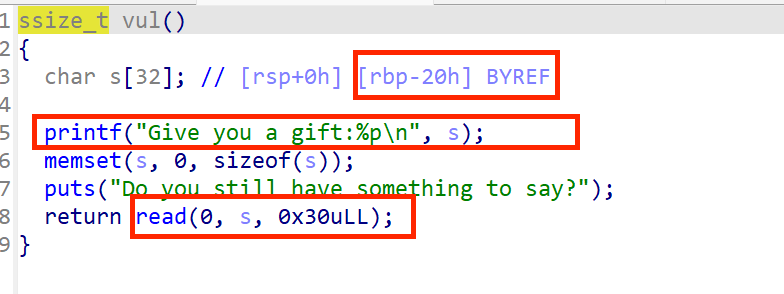 1 ssize_t vul()
2 {
3 char s[32]; // [rsp+0h] [rbp-20h] BYREF
4
5 printf("Give you a gift:%p\n", s);
6 memset(s, 0, sizeof(s));
7 puts("Do you still have something to say?");
8 return read(0, s, 0x30uLL);
9 }